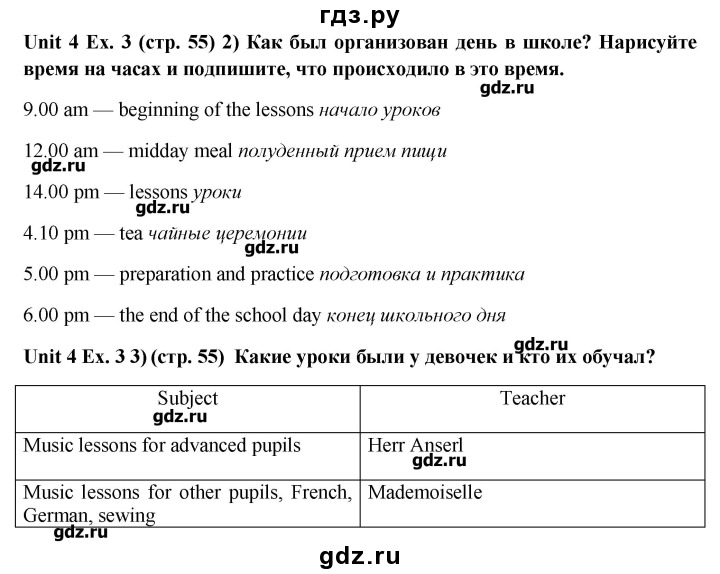 гдз.ру
Unit 4 Ex. 3 (стр. 55) 2) Как был организован день в школе? Нарисуйте
время на часах и подпишите, что происходило в это время.
gdz.ru
9.00 am — beginning of the lessons начало уроков
12.00 am — midday meal полуденный прием пищи
gdz.ru
14.00 pm — lessons уроки
gdz.ru
4.10 pm — tea чайные церемонии
gdz.ru
5.00 pm — preparation and practice подготовка и практика
6.00 pm — the end of the school day конец школьного дня
gdz.ru
Unit 4 Ex. 3 3) (стр. 55) Какие уроки были у девочек и кто их обучал?
Subject Teacher
gdz.ru
Music lessons for advanced pupils Herr Anserl
gdz.ru
Music lessons for other pupils, French, Mademoiselle
German, sewing
gdz.ru
gdz.ru